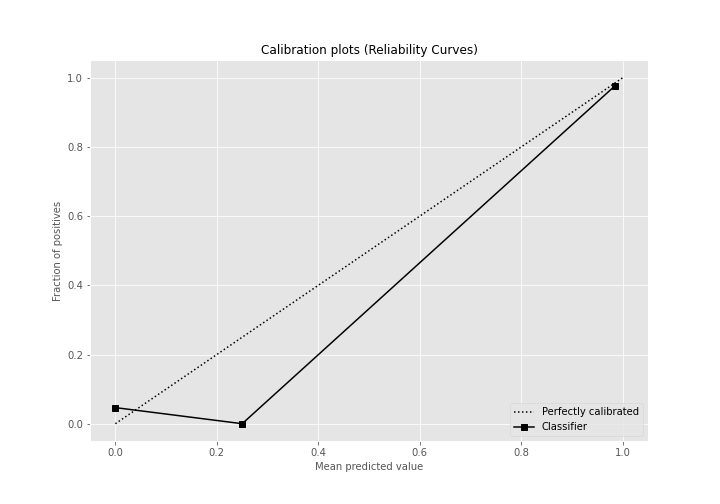 Calibration plots (Reliability Curves)
1.0
0.8
0.6
0.4
0.2
0.0
Fraction of positives
0.0 0.2 0.4 0.6 0.8 1.0
Mean predicted value
Perfectly calibrated
Classifier